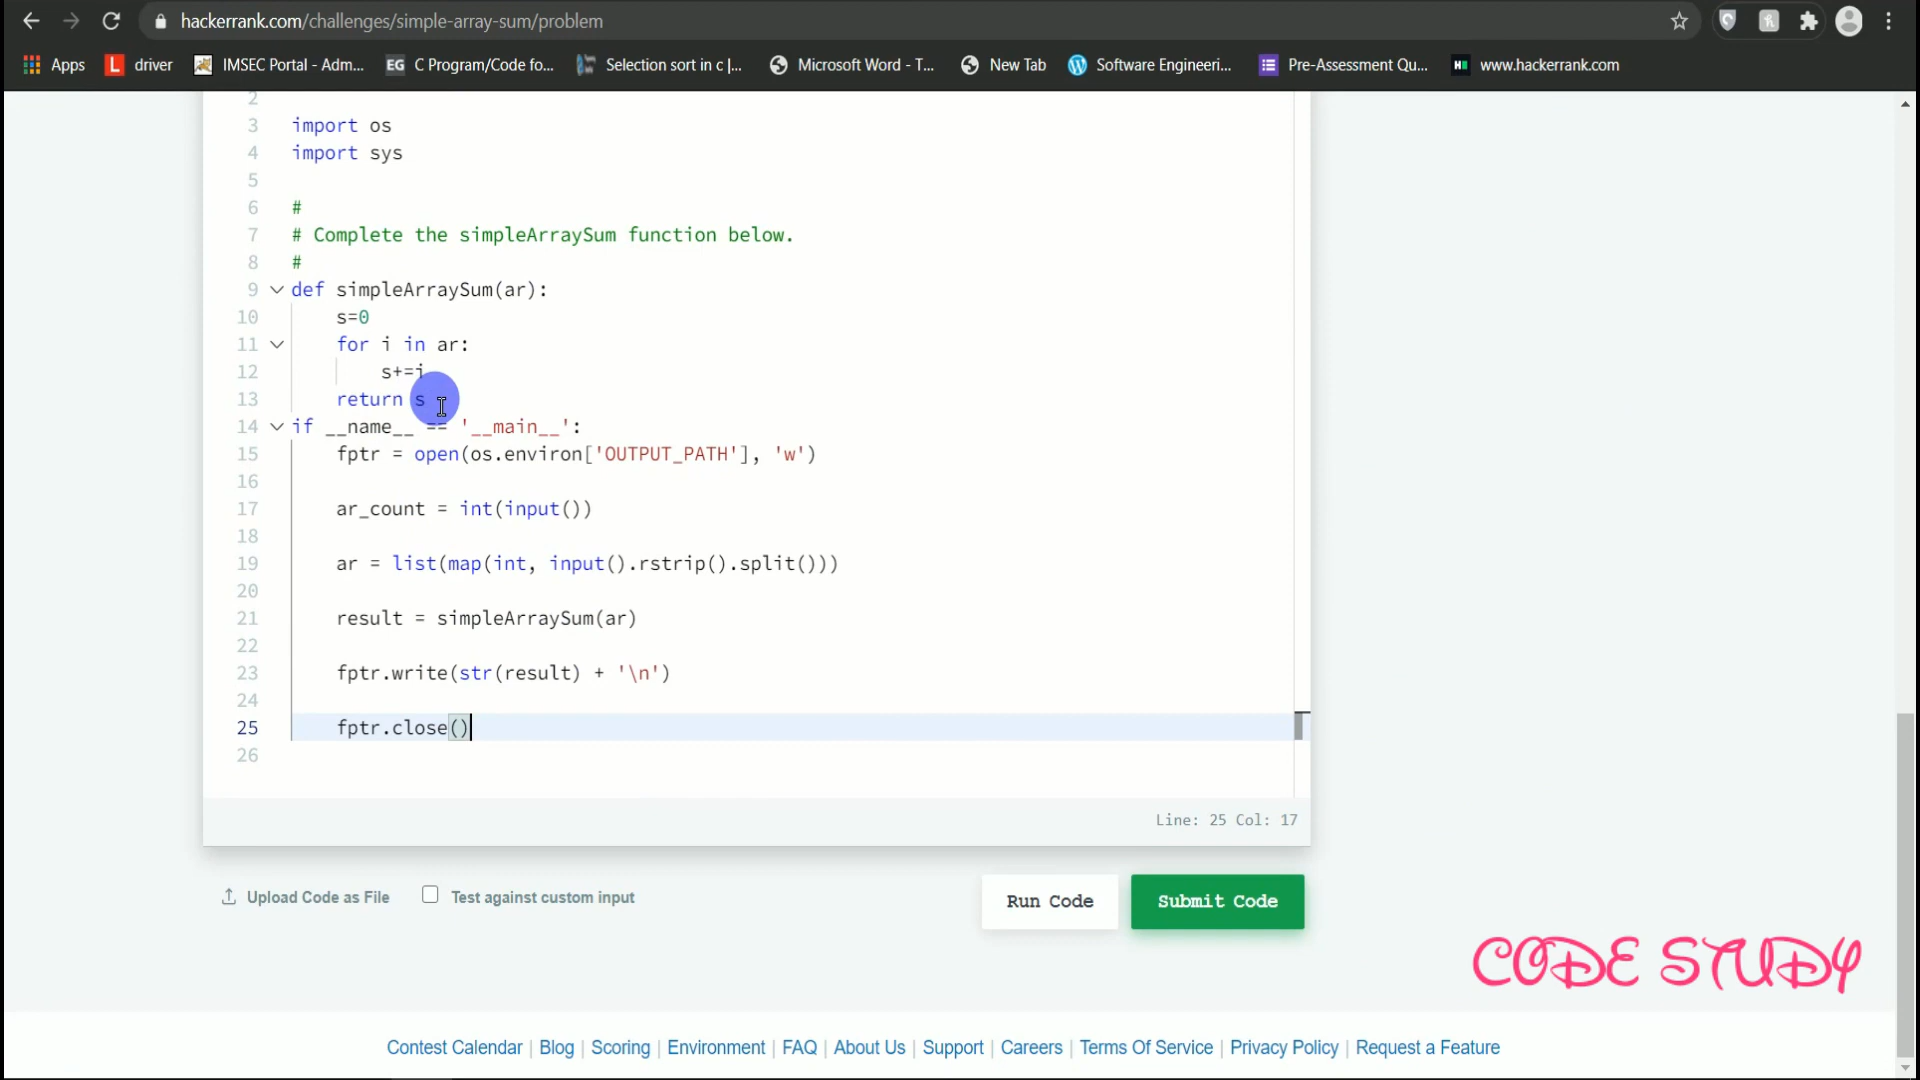 hackerrank.com/challenges/simple-array-sum/problem
Apps driver IMSEC Portal - Adm... EG C Program/Code fo... Selection sort in c |... Microsoft Word - T... New Tab Software Engineeri... Pre-Assessment Qu... www.hackerrank.com
2
3 import os
4 import sys
5
6 #
7 # Complete the simpleArraySum function below.
8 #
9 def simpleArraySum(ar):
10 s=0
11 for i in ar:
12 s+=i
13 return s
14 if __name__ == '__main__':
15 fptr = open(os.environ['OUTPUT_PATH'], 'w')
16
17 ar_count = int(input())
18
19 ar = list(map(int, input().rstrip().split()))
20
21 result = simpleArraySum(ar)
22
23 fptr.write(str(result) + '\n')
24
25 fptr.close()
26
Line: 25 Col: 17
Upload Code as File Test against custom input Run Code Submit Code
CODE STUDY
Contest Calendar | Blog | Scoring | Environment | FAQ | About Us | Support | Careers | Terms Of Service | Privacy Policy | Request a Feature